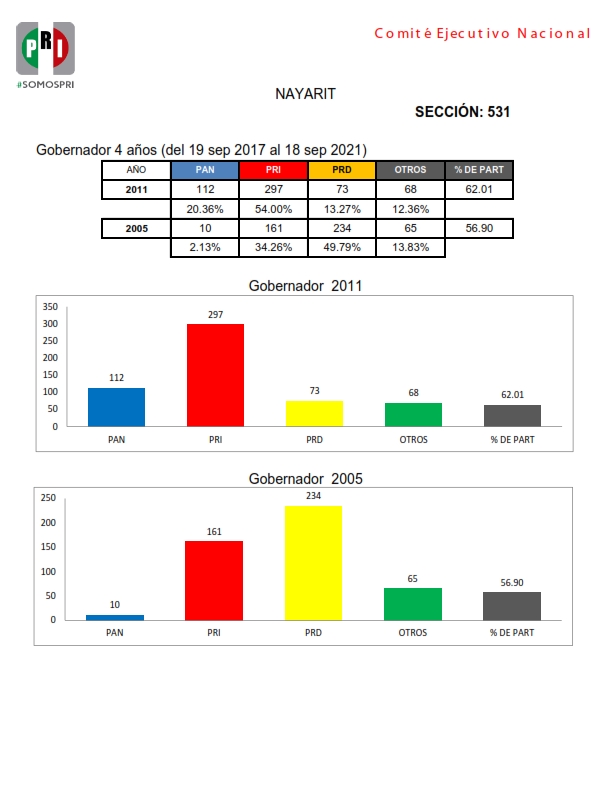 PRI
#SOMOSPRI
Comité Ejecutivo Nacional
NAYARIT
SECCIÓN: 531
Gobernador 4 años (del 19 sep 2017 al 18 sep 2021)
AÑO PAN PRI PRD OTROS % DE PART
2011 112 297 73 68 62.01
20.36% 54.00% 13.27% 12.36%
2005 10 161 234 65 56.90
2.13% 34.26% 49.79% 13.83%
Gobernador 2011
350
300
250
200
150
100
50
0
112
297
73
68
62.01
PAN PRI PRD OTROS % DE PART
Gobernador 2005
250
200
150
100
50
0
10
161
234
65
56.90
PAN PRI PRD OTROS % DE PART